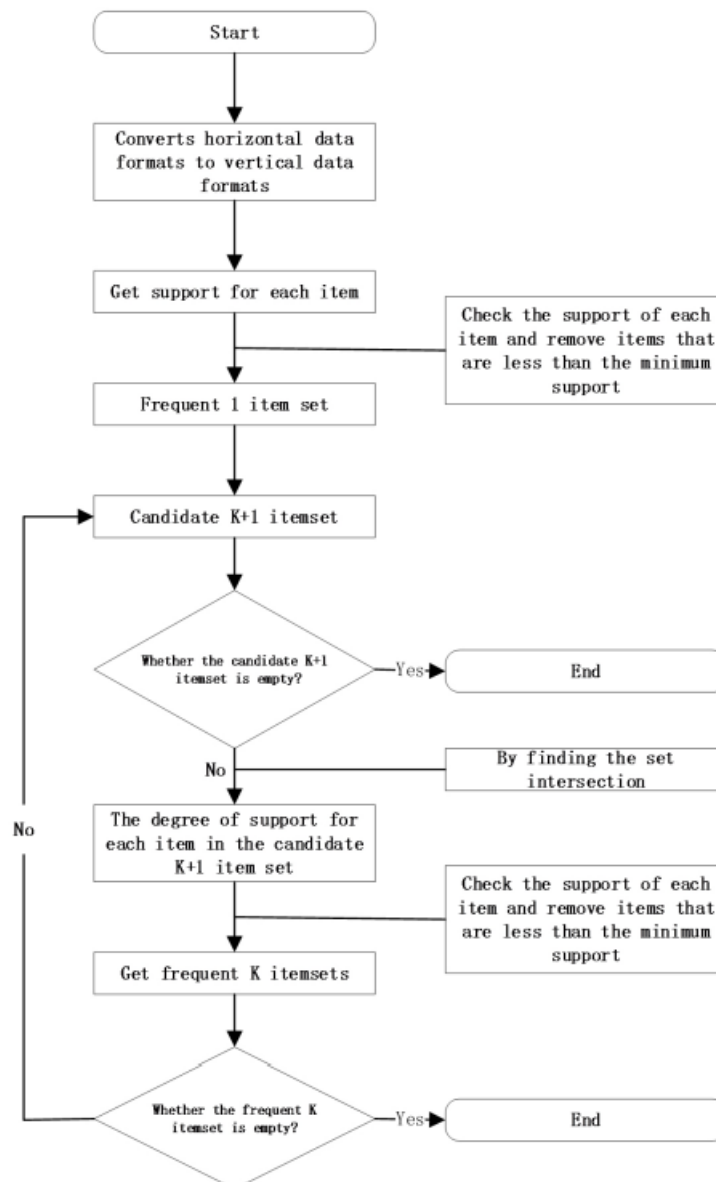 Start
Converts horizontal data
formats to vertical data
formats
Get support for each item
Check the support of each
item and remove items that
are less than the minimum
support
Frequent 1 item set
Candidate K+1 itemset
Whether the candidate K+1
itemset is empty?
Yes
End
No
By finding the set
intersection
The degree of support for
each item in the candidate
K+1 item set
No
Check the support of each
item and remove items that
are less than the minimum
support
Get frequent K itemsets
Whether the frequent K
itemset is empty?
Yes
End